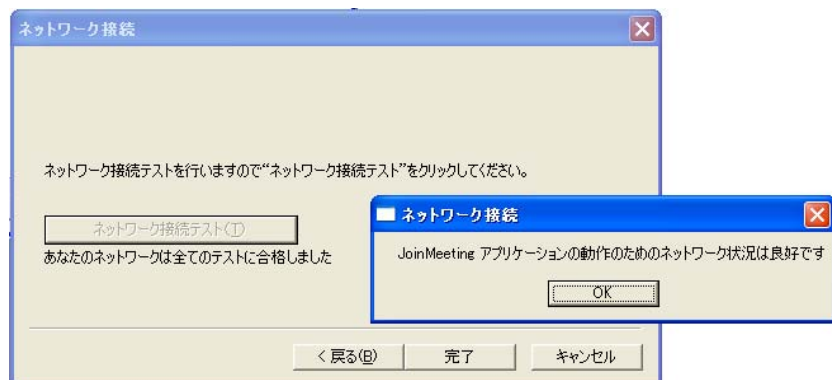 ネットワーク接続
ネットワーク接続テストを行いますので“ネットワーク接続テスト”をクリックしてください。
ネットワーク接続テスト(T)
あなたのネットワークは全てのテストに合格しました
ネットワーク接続
JoinMeeting アプリケーションの動作のためのネットワーク状況は良好です
OK
< 戻る(B)
完了
キャンセル